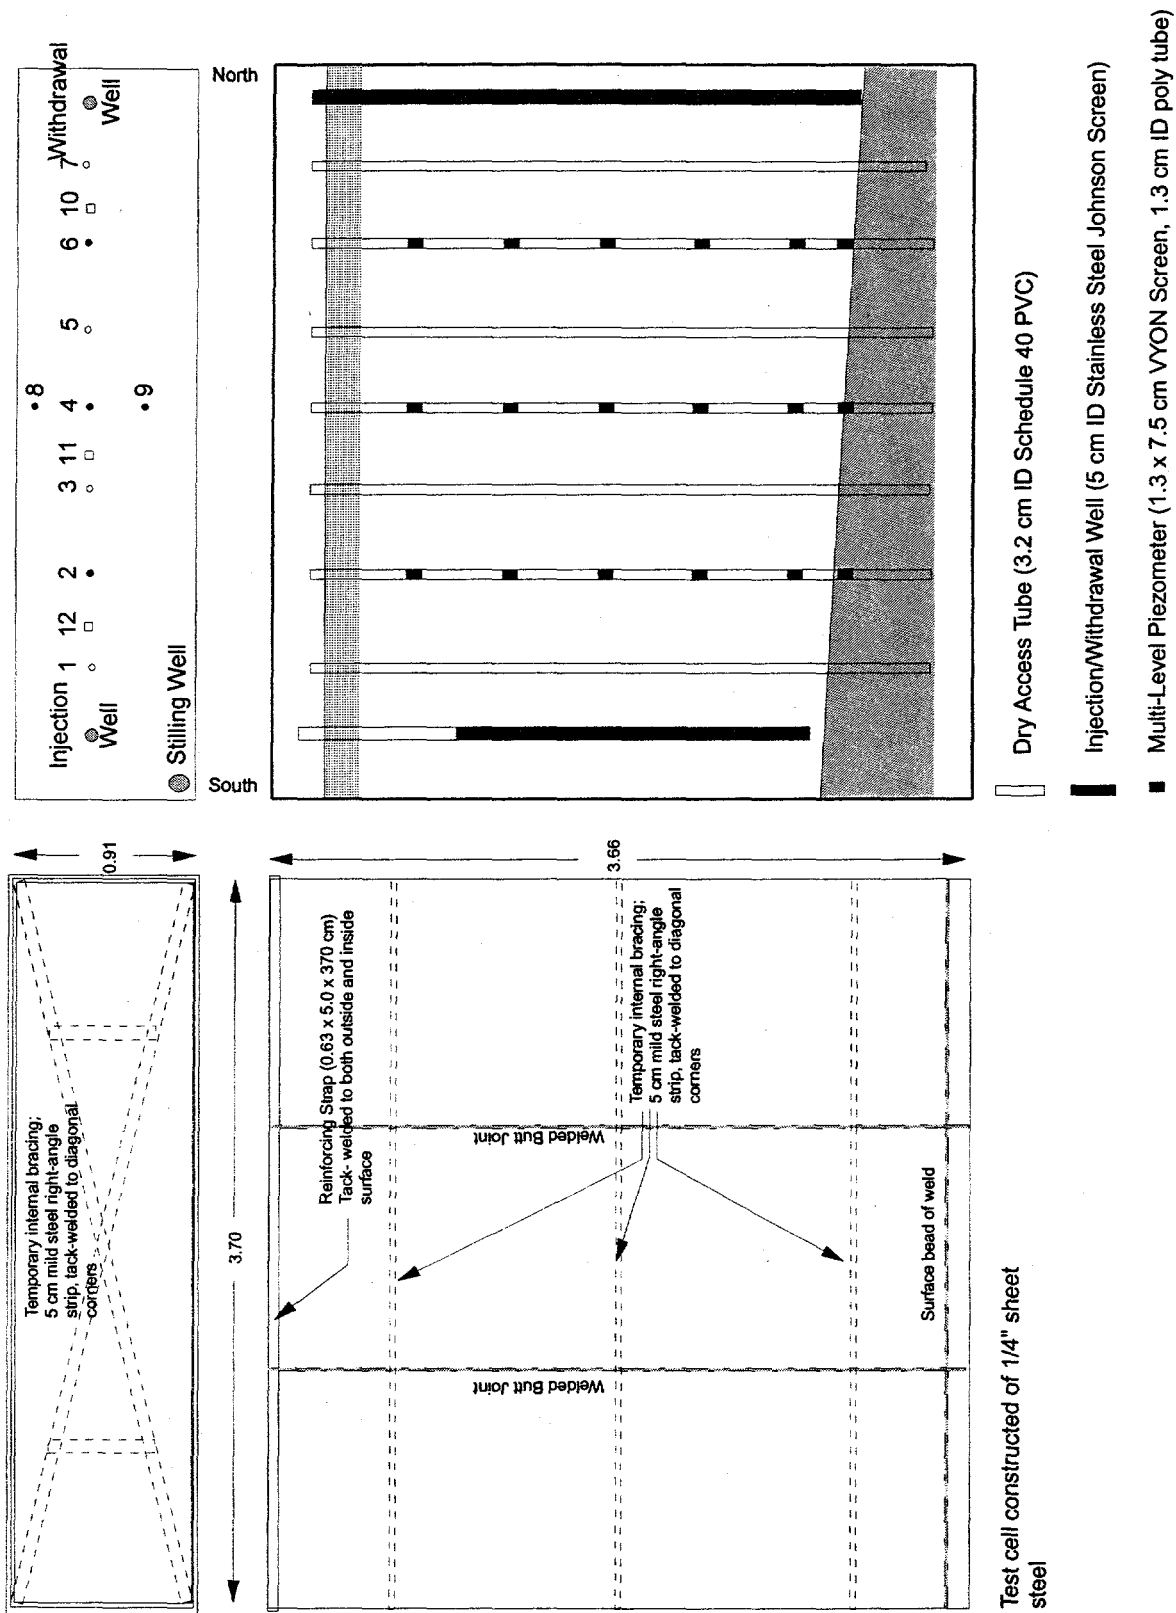 Injection 1 12 2 3 11 4 5 6 10 7 Withdrawal
Well
Well
8
9
Stilling Well
South
North
Dry Access Tube (3.2 cm ID Schedule 40 PVC)
Injection/Withdrawal Well (5 cm ID Stainless Steel Johnson Screen)
Multi-Level Piezometer (1.3 x 7.5 cm VYON Screen, 1.3 cm ID poly tube)
Temporary internal bracing;
5 cm mild steel right-angle
strip, tack-welded to diagonal
corners
0.91
3.70
Reinforcing Strap (0.63 x 5.0 x 370 cm)
Tack- welded to both outside and inside
surface
3.66
Temporary internal bracing;
5 cm mild steel right-angle
strip, tack-welded to diagonal
corners
Welded Butt Joint
Welded Butt Joint
Surface bead of weld
Test cell constructed of 1/4" sheet
steel